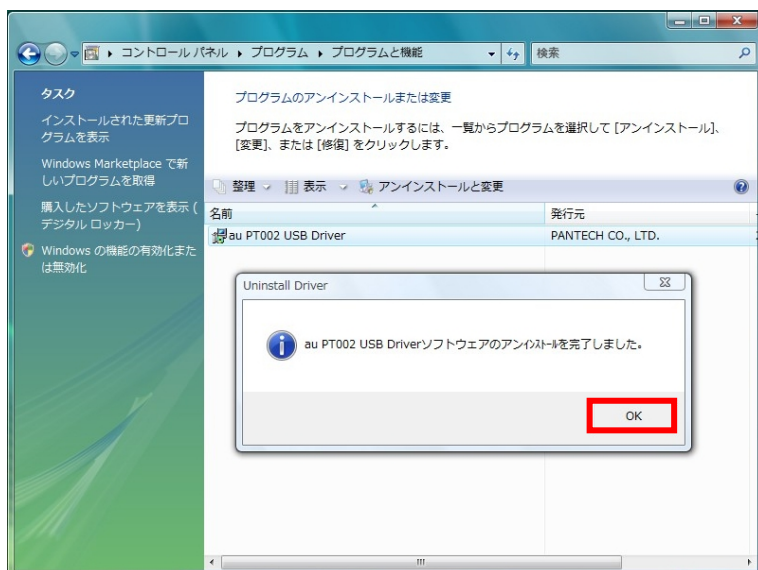 コントロール パネル ▸ プログラム ▸ プログラムと機能
検索
タスク
インストールされた更新プロ
グラムを表示
Windows Marketplace で新
しいプログラムを取得
購入したソフトウェアを表示 (
デジタル ロッカー)
Windows の機能の有効化また
は無効化
プログラムのアンインストールまたは変更
プログラムをアンインストールするには、一覧からプログラムを選択して [アンインストール]、
[変更]、または [修復] をクリックします。
整理 表示 アンインストールと変更
名前 発行元
au PT002 USB Driver PANTECH CO., LTD.
Uninstall Driver
au PT002 USB Driverソフトウェアのアンインストールを完了しました。
OK